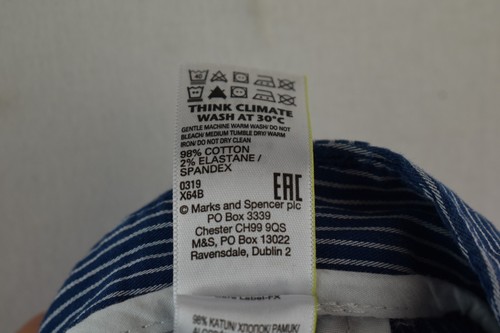 THINK CLIMATE
WASH AT 30°C
GENTLE MACHINE WARM WASH/ DO NOT
BLEACH/ MEDIUM TUMBLE DRY/ WARM
IRON/ DO NOT DRY CLEAN
98% COTTON
2% ELASTANE /
SPANDEX
0319
X64B
EAC
© Marks and Spencer plc
PO Box 3339
Chester CH99 9QS
M&S, PO Box 13022
Ravensdale, Dublin 2
98% KATUN/ ХЛОПОК/ PAMUK/